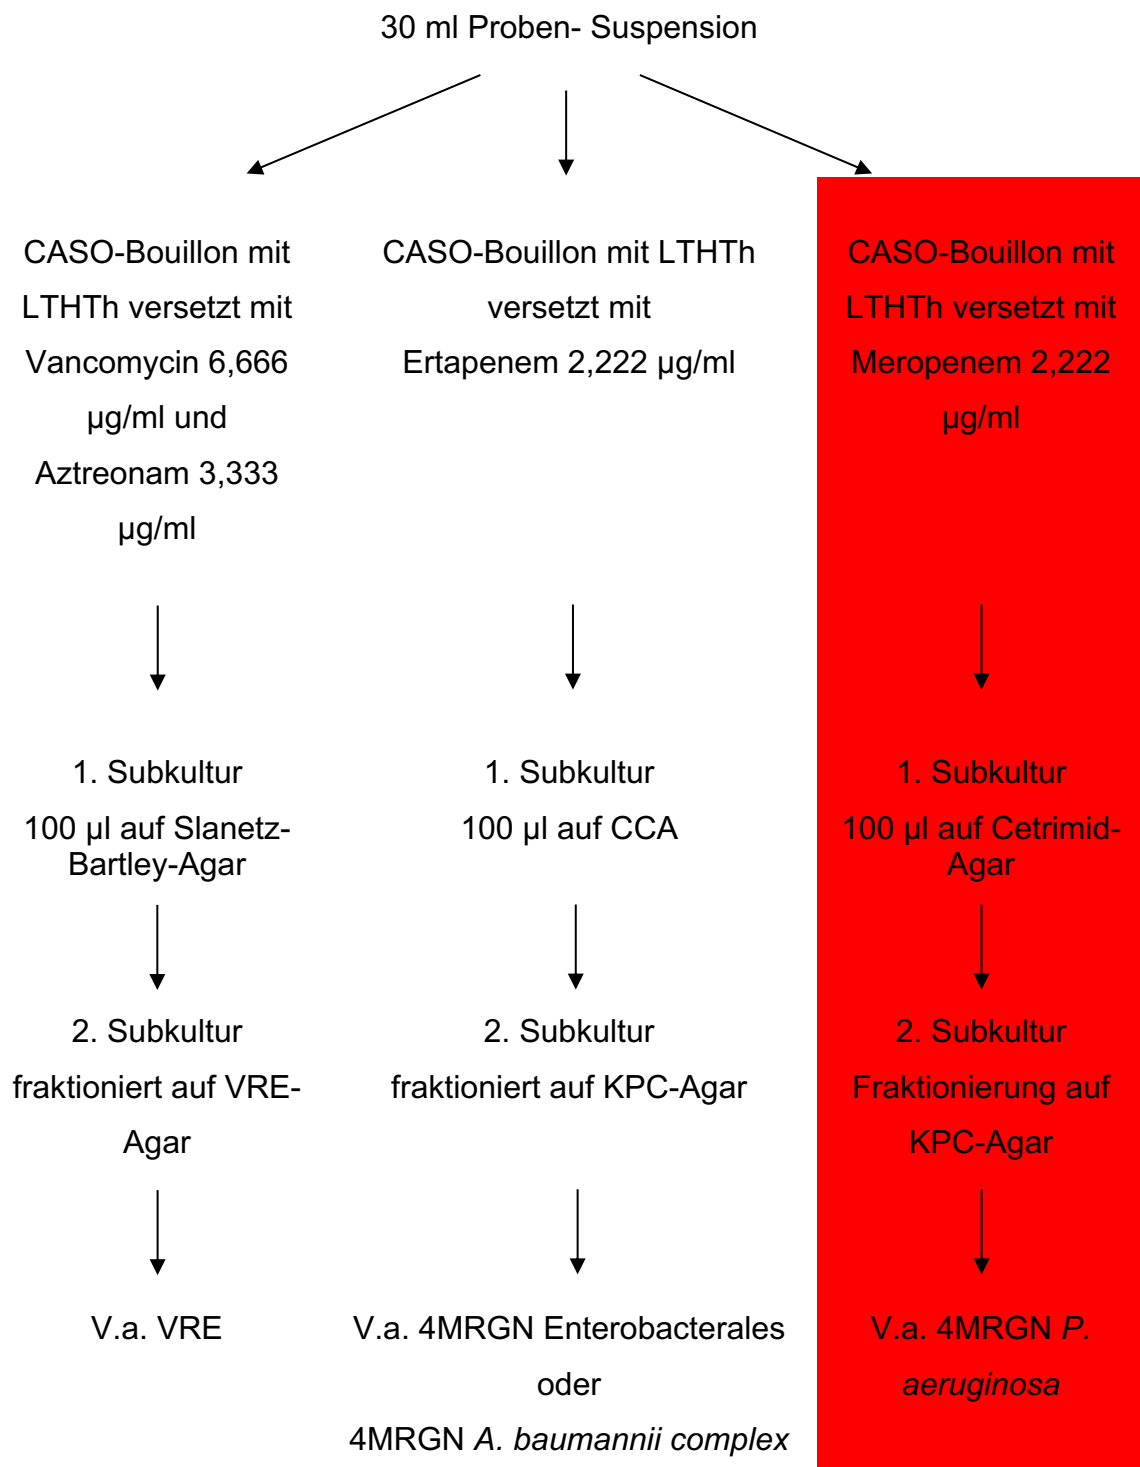 30 ml Proben- Suspension
CASO-Bouillon mit
LTHTh versetzt mit
Vancomycin 6,666
µg/ml und
Aztreonam 3,333
µg/ml
CASO-Bouillon mit LTHTh
versetzt mit
Ertapenem 2,222 µg/ml
CASO-Bouillon mit
LTHTh versetzt mit
Meropenem 2,222
µg/ml
1. Subkultur
100 µl auf Slanetz-
Bartley-Agar
1. Subkultur
100 µl auf CCA
1. Subkultur
100 µl auf Cetrimid-
Agar
2. Subkultur
fraktioniert auf VRE-
Agar
2. Subkultur
fraktioniert auf KPC-Agar
2. Subkultur
Fraktionierung auf
KPC-Agar
V.a. VRE
V.a. 4MRGN Enterobacterales
oder
4MRGN A. baumannii complex
V.a. 4MRGN P.
aeruginosa